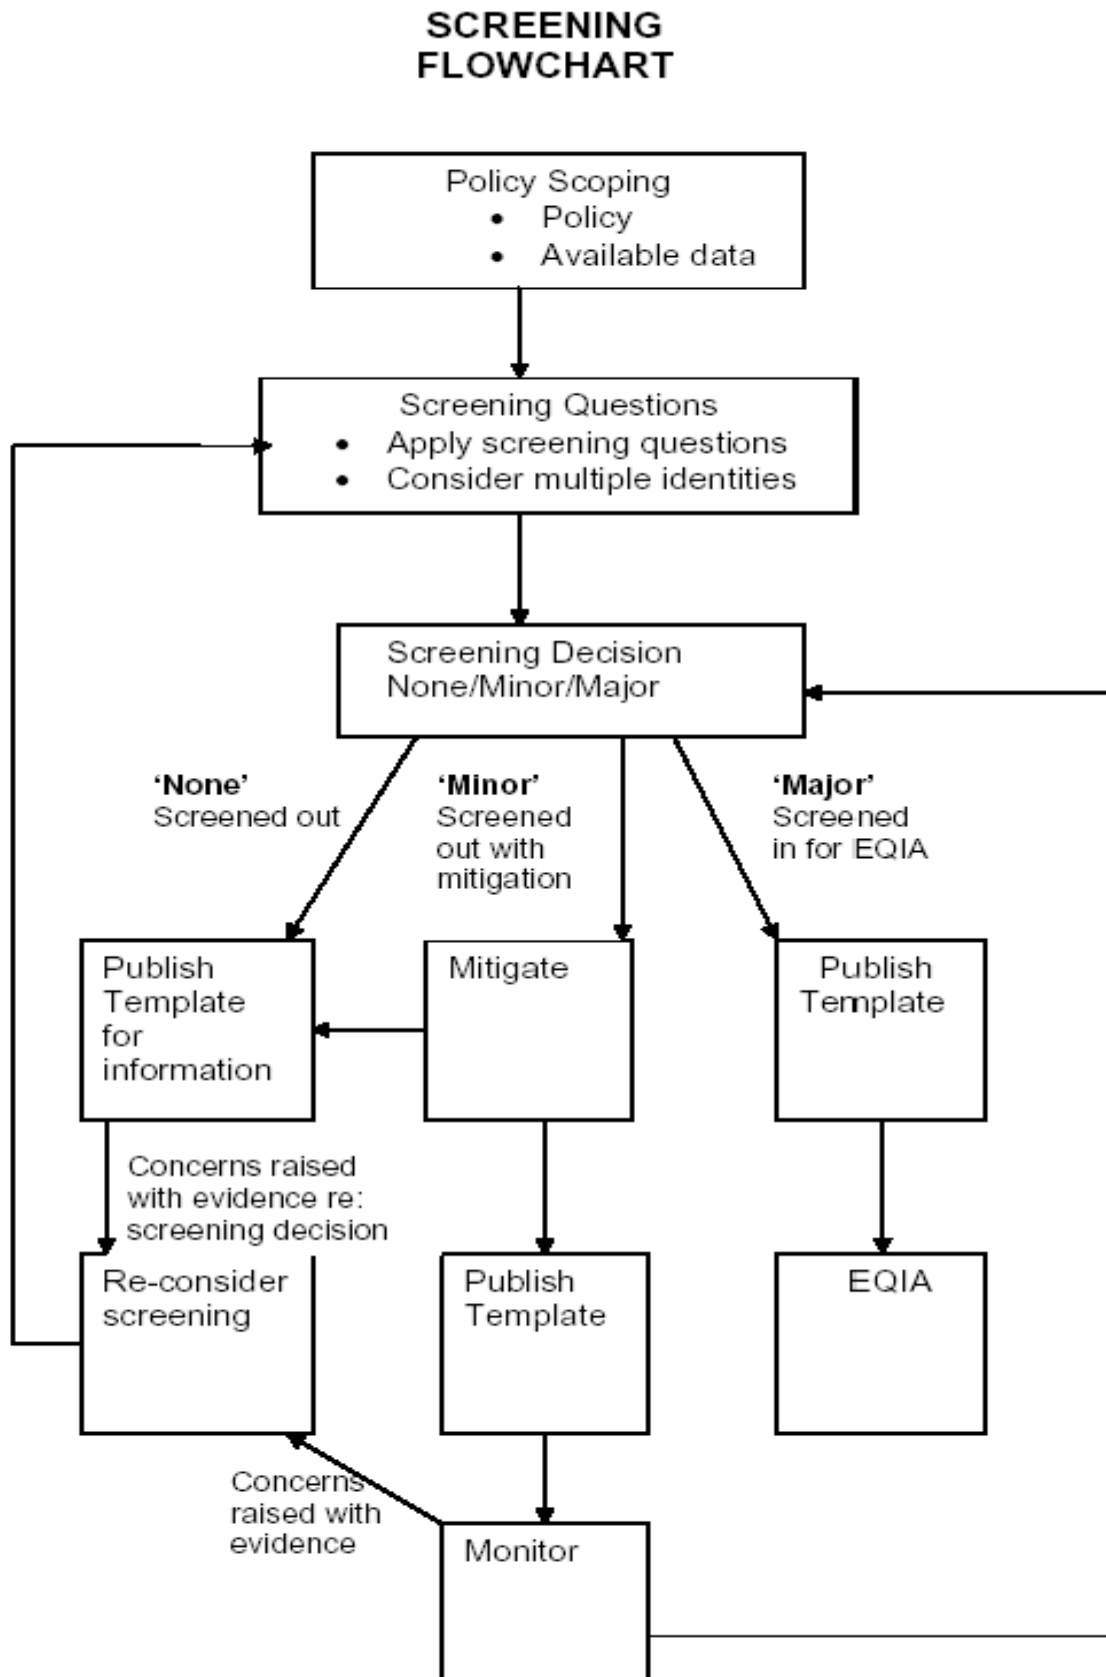 SCREENING
FLOWCHART
Policy Scoping
• Policy
• Available data
Screening Questions
• Apply screening questions
• Consider multiple identities
Screening Decision
None/Minor/Major
‘None’
Screened out
‘Minor’
Screened
out with
mitigation
‘Major’
Screened
in for EQIA
Publish
Template
for
information
Mitigate
Publish
Template
Concerns raised
with evidence re:
screening decision
Re-consider
screening
Publish
Template
EQIA
Concerns
raised with
evidence
Monitor